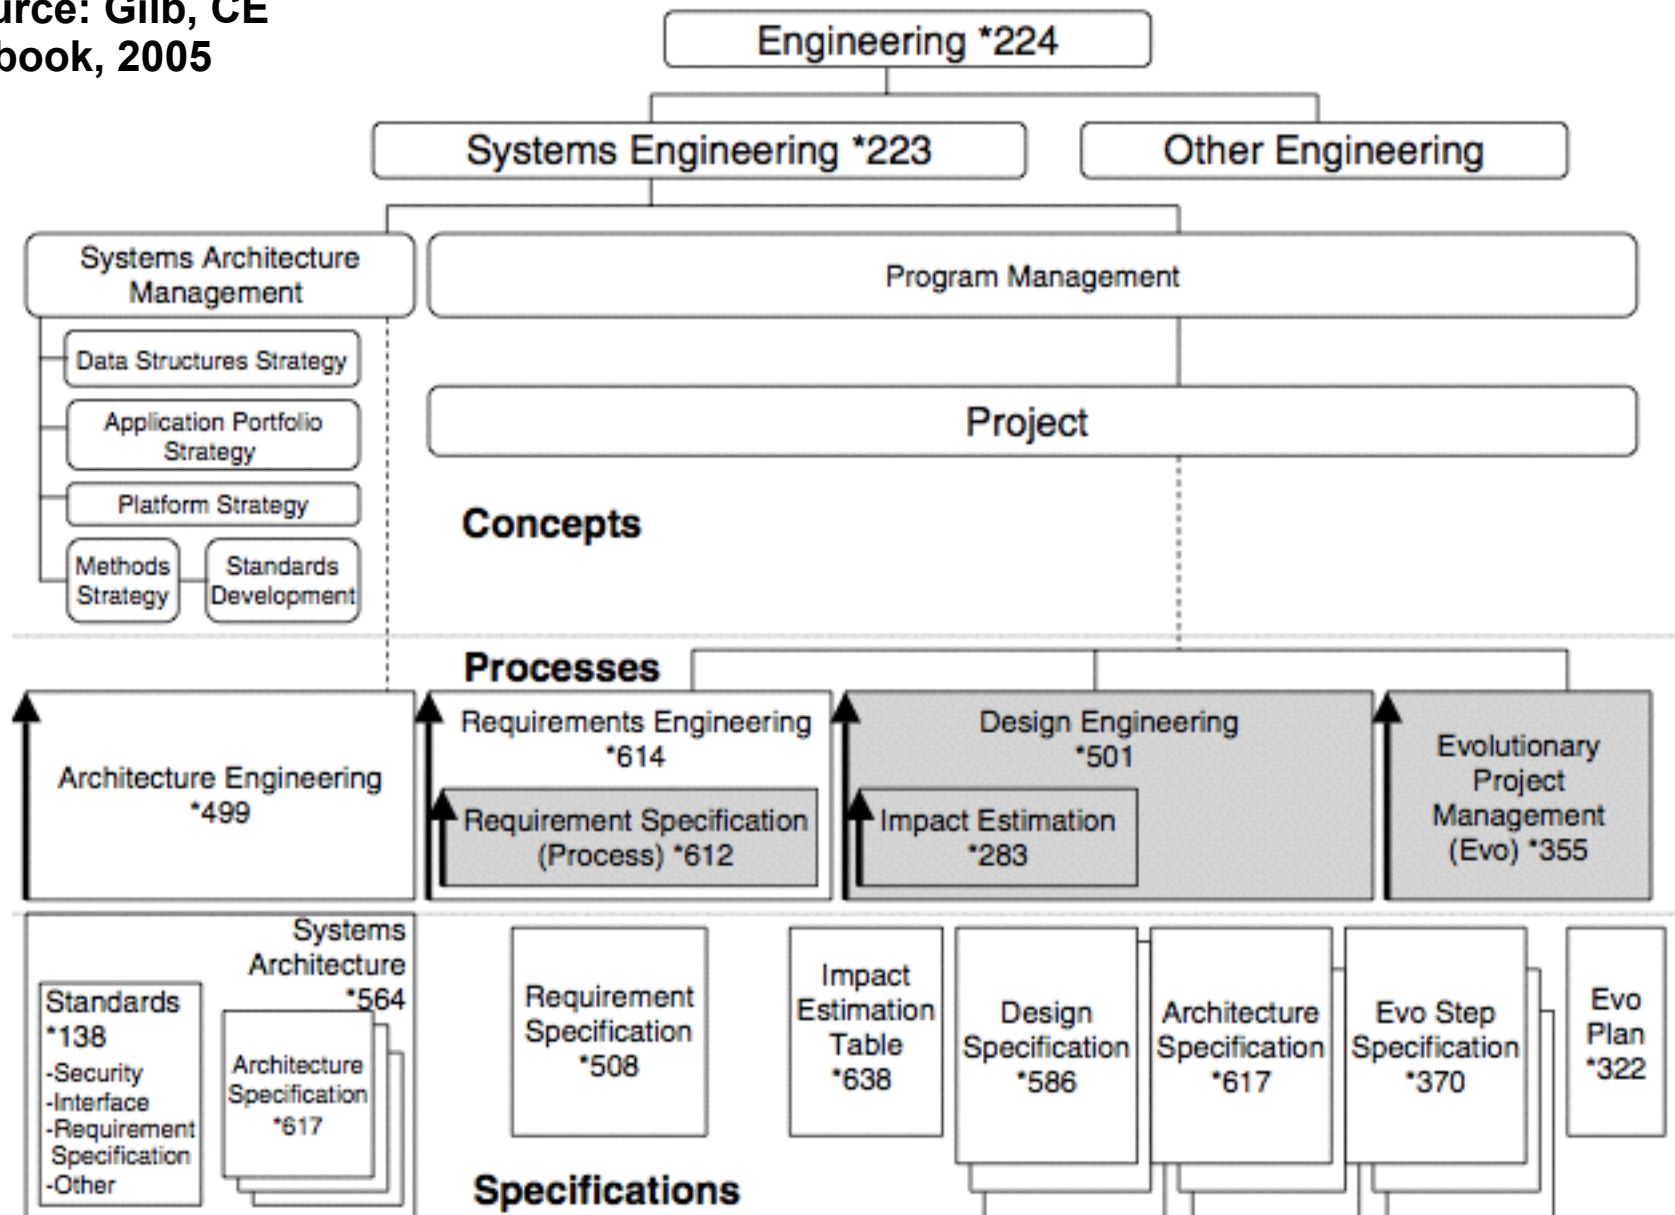 urce: Gilb, CE
book, 2005
Engineering *224
Systems Engineering *223
Other Engineering
Systems Architecture
Management
Program Management
Data Structures Strategy
Application Portfolio
Strategy
Platform Strategy
Methods
Strategy
Standards
Development
Project
Concepts
Processes
Architecture Engineering
*499
Requirements Engineering
*614
Requirement Specification
(Process) *612
Design Engineering
*501
Impact Estimation
*283
Evolutionary
Project
Management
(Evo) *355
Systems
Architecture
*564
Standards
*138
-Security
-Interface
-Requirement
Specification
-Other
Architecture
Specification
*617
Requirement
Specification
*508
Impact
Estimation
Table
*638
Design
Specification
*586
Architecture
Specification
*617
Evo Step
Specification
*370
Evo
Plan
*322
Specifications